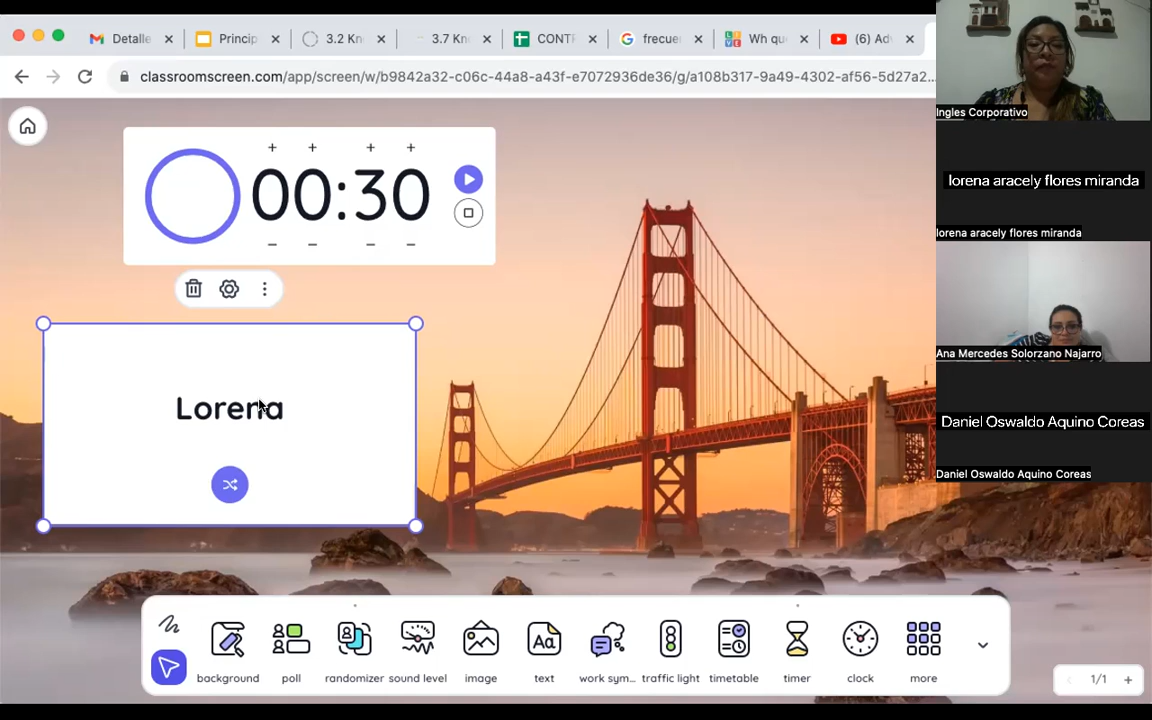 Detalle
Princip
3.2 Kn
3.7 Kn
CONTR
frecue
Wh qu
(6) Adv
classroomscreen.com/app/screen/w/b9842a32-c06c-44a8-a43f-e7072936de36/g/a108b317-9a49-4302-af56-5d27a2...
00:30
Lorena
background
poll
randomizer
sound level
image
text
work sym...
traffic light
timetable
timer
clock
more
1/1
Ingles Corporativo
lorena aracely flores miranda
lorena aracely flores miranda
Ana Mercedes Solorzano Najarro
Daniel Oswaldo Aquino Coreas
Daniel Oswaldo Aquino Coreas